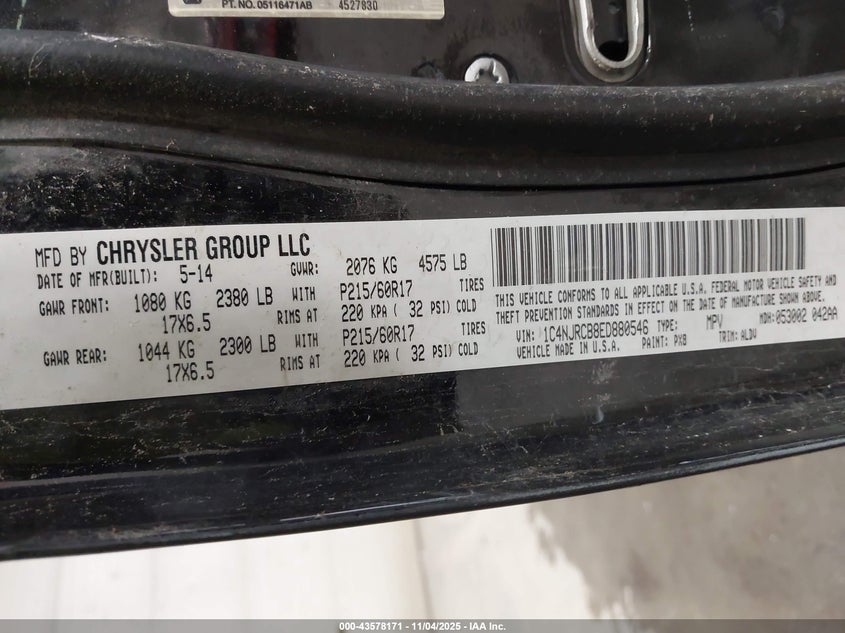 PT. NO. 05116471AB 4527830
MFD BY CHRYSLER GROUP LLC
DATE OF MFR(BUILT): 5-14 GVWR: 2076 KG 4575 LB
GAWR FRONT: 1080 KG 2380 LB WITH P215/60R17 TIRES
17X6.5 RIMS AT 220 KPA ( 32 PSI) COLD
GAWR REAR: 1044 KG 2300 LB WITH P215/60R17 TIRES
17X6.5 RIMS AT 220 KPA ( 32 PSI) COLD
THIS VEHICLE CONFORMS TO ALL APPLICABLE U.S.A. FEDERAL MOTOR VEHICLE SAFETY AND
THEFT PREVENTION STANDARDS IN EFFECT ON THE DATE OF MANUFACTURE SHOWN ABOVE.
VIN: 1C4NJRCB8ED880546 TYPE: MPV MDH: 053002 042AA
VEHICLE MADE IN U.S.A. PAINT: PXB TRIM: ALDV
000-43578171 - 11/04/2025 - IAA Inc.